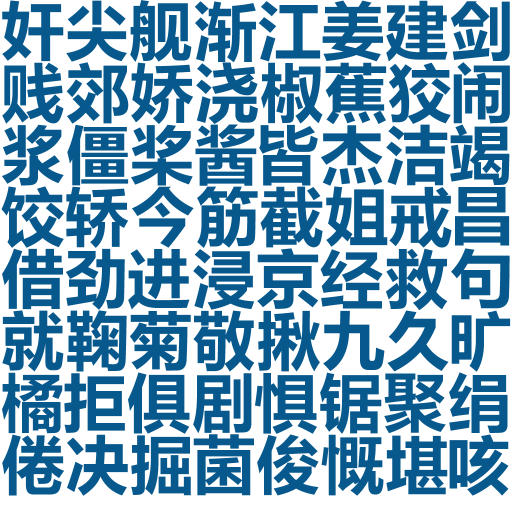 奸尖舰渐江姜建剑
贱郊娇浇椒蕉狡闹
浆僵桨酱皆杰洁竭
饺轿今筋截姐戒昌
借劲进浸京经救句
就鞠菊敬揪九久旷
橘拒俱剧惧锯聚绢
倦决掘菌俊慨堪咳